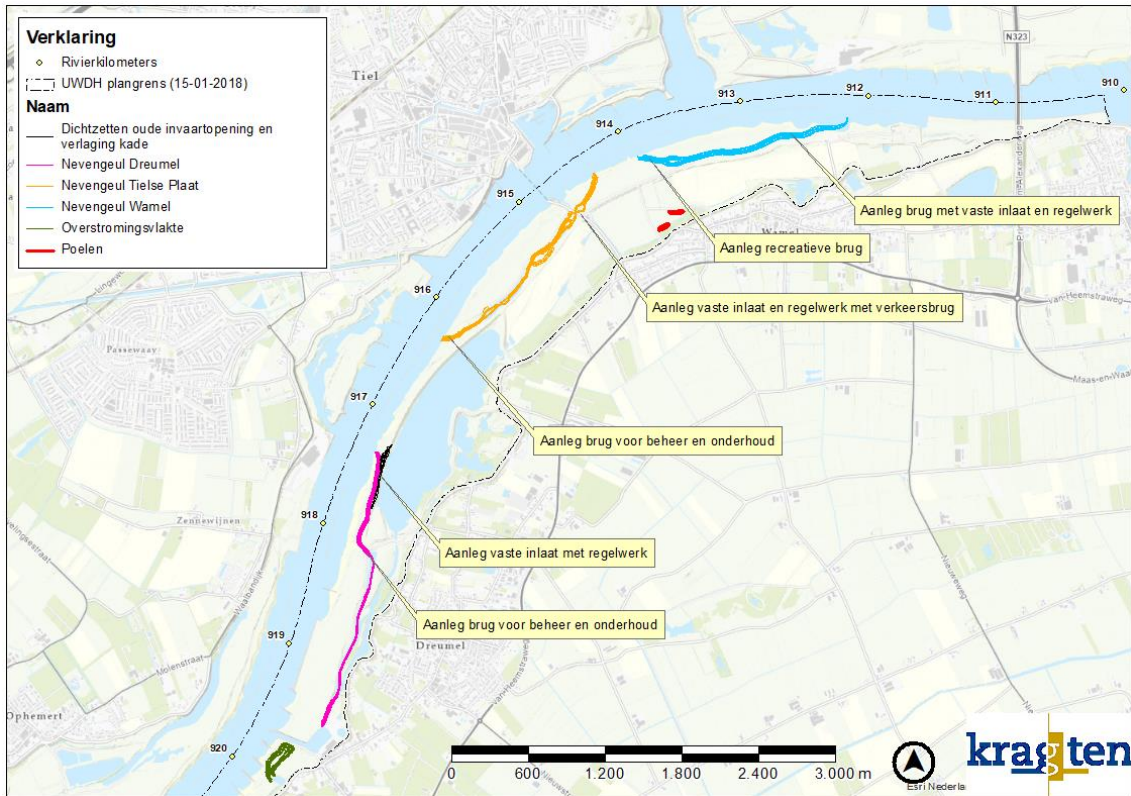 Verklaring
Rivierkilometers
UWDH plangrens (15-01-2018)
Naam
Dichtzetten oude invaartopening en
verlaging kade
Nevengeul Dreumel
Nevengeul Tielse Plaat
Nevengeul Wamel
Overstromingsvlakte
Poelen
Tiel
N323
910
911
912
913
914
915
916
917
918
919
920
Aanleg brug met vaste inlaat en regelwerk
Wamel
Aanleg recreatieve brug
Aanleg vaste inlaat en regelwerk met verkeersbrug
van-Heemstraweg
Passewaay
Maas-en-Waal
Aanleg brug voor beheer en onderhoud
Zennewijnen
Waalbandijk
Aanleg vaste inlaat met regelwerk
Nieuweweg
Aanleg brug voor beheer en onderhoud
Dreumel
van-Heemstraweg
Molenstraat
Ophemert
0 600 1.200 1.800 2.400 3.000 m
kragten
Esri Nederla